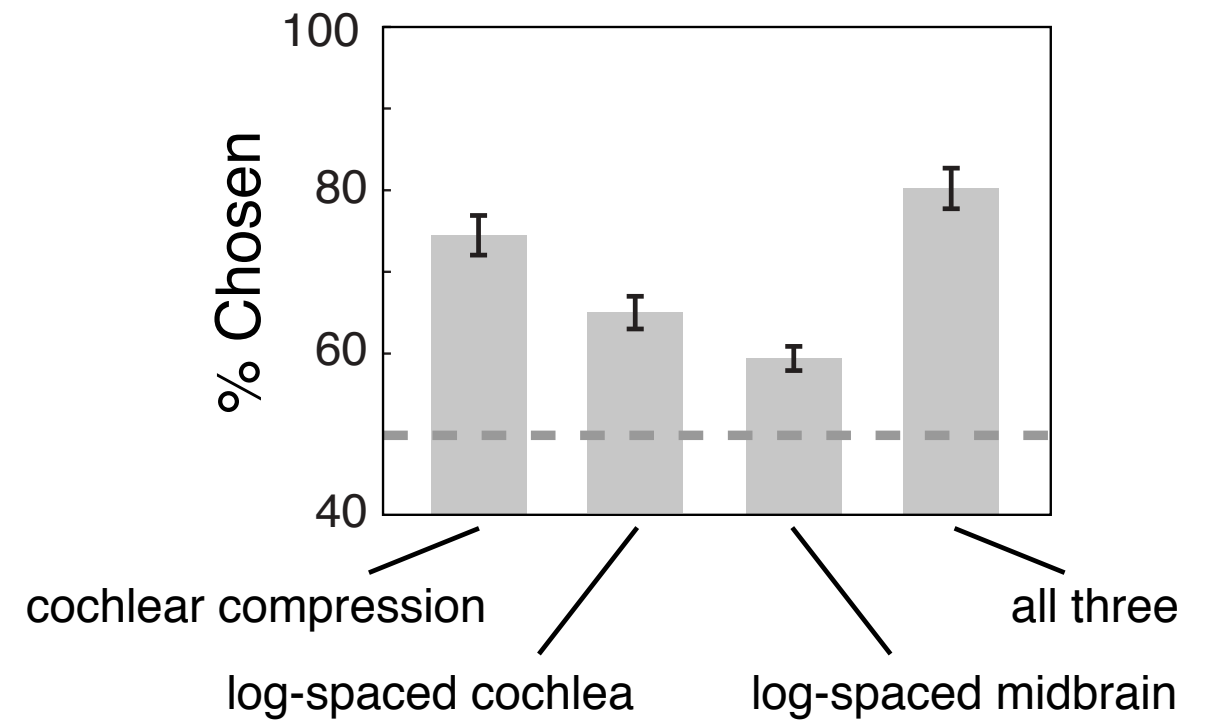 100
80
60
40
% Chosen
cochlear compression
all three
log-spaced cochlea
log-spaced midbrain